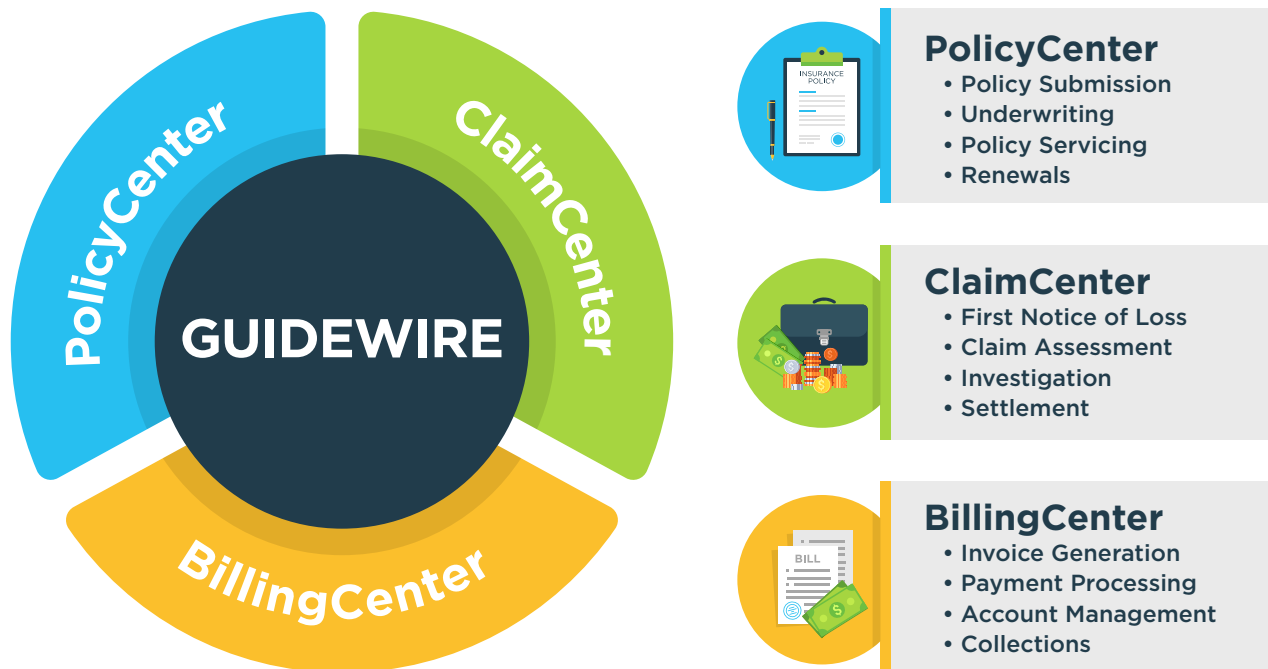 PolicyCenter
ClaimCenter
GUIDEWIRE
BillingCenter
INSURANCE
POLICY
PolicyCenter
• Policy Submission
• Underwriting
• Policy Servicing
• Renewals
ClaimCenter
• First Notice of Loss
• Claim Assessment
• Investigation
• Settlement
BILL
BillingCenter
• Invoice Generation
• Payment Processing
• Account Management
• Collections